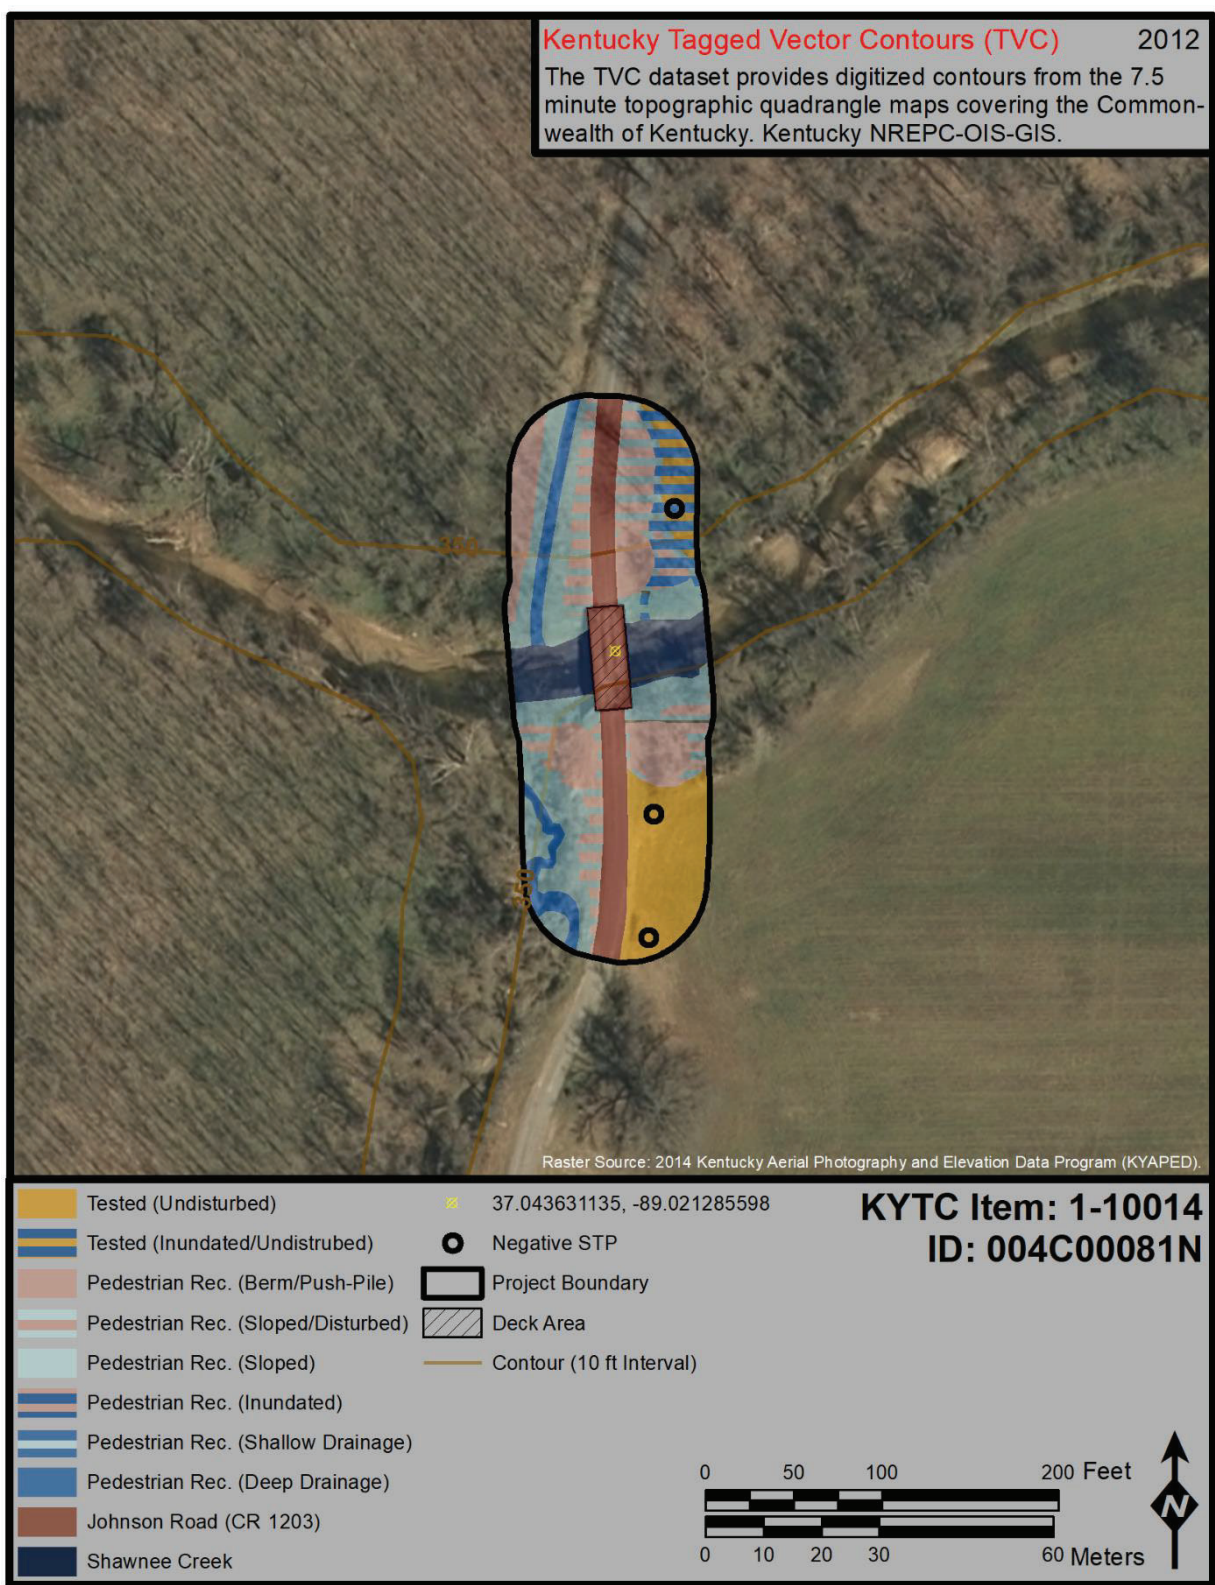 Kentucky Tagged Vector Contours (TVC) 2012
The TVC dataset provides digitized contours from the 7.5
minute topographic quadrangle maps covering the Common-
wealth of Kentucky. Kentucky NREPC-OIS-GIS.
350
Raster Source: 2014 Kentucky Aerial Photography and Elevation Data Program (KYAPED).
Tested (Undisturbed)
Tested (Inundated/Undistrubed)
Pedestrian Rec. (Berm/Push-Pile)
Pedestrian Rec. (Sloped/Disturbed)
Pedestrian Rec. (Sloped)
Pedestrian Rec. (Inundated)
Pedestrian Rec. (Shallow Drainage)
Pedestrian Rec. (Deep Drainage)
Johnson Road (CR 1203)
Shawnee Creek
37.043631135, -89.021285598
Negative STP
Project Boundary
Deck Area
Contour (10 ft Interval)
KYTC Item: 1-10014
ID: 004C00081N
0 50 100 200 Feet
0 10 20 30 60 Meters
N